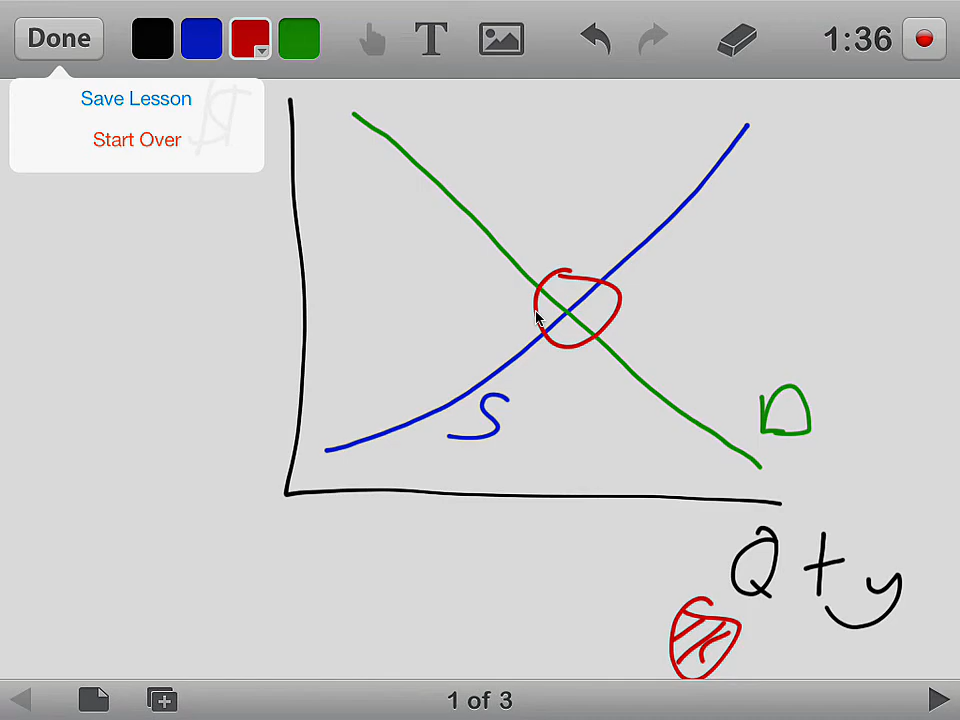 Done
T
1:36
Save Lesson
Start Over
$
S
D
Qty
1 of 3